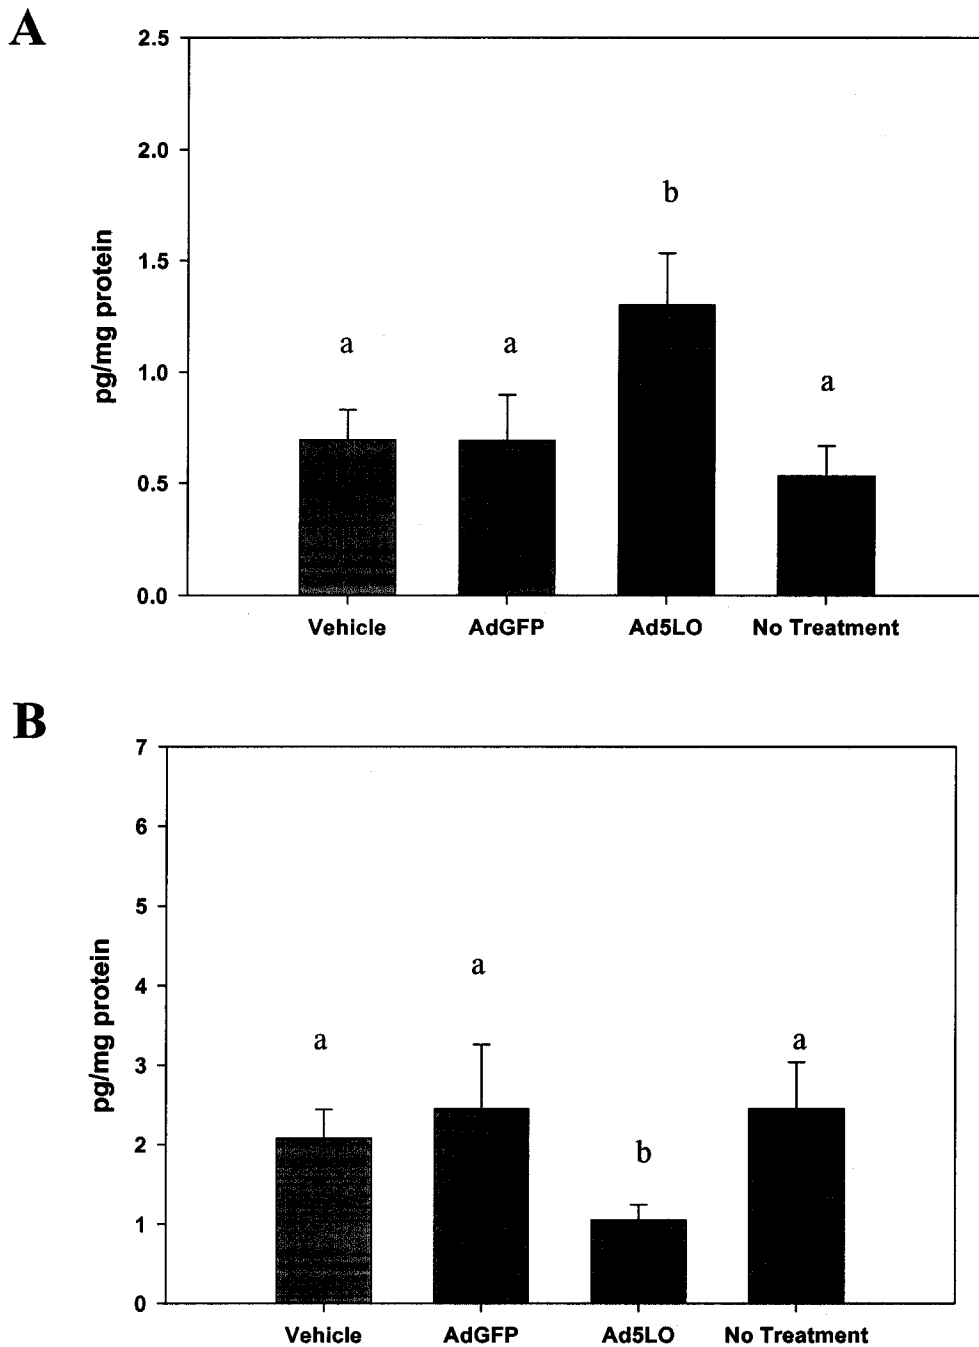 A
2.5
2.0
1.5
1.0
0.5
0.0
pg/mg protein
a
a
b
a
Vehicle AdGFP Ad5LO No Treatment
B
7
6
5
4
3
2
1
0
pg/mg protein
a
a
b
a
Vehicle AdGFP Ad5LO No Treatment